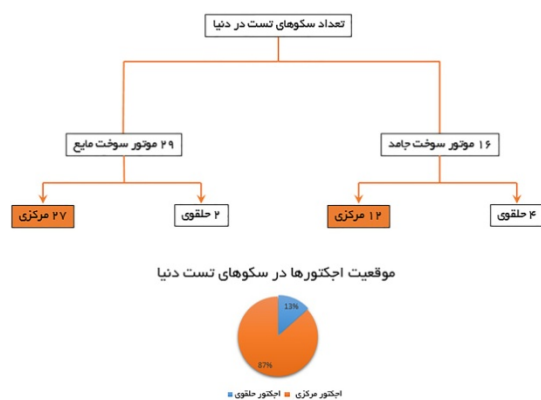 تعداد سکوهای تست در دنیا
۱۶ موتور سوخت جامد
۲۹ موتور سوخت مایع
۴ حلقوی
۱۲ مرکزی
۲ حلقوی
۲۷ مرکزی
موقعیت اجکتورها در سکوهای تست دنیا
13%
87%
اجکتور مرکزی اجکتور حلقوی